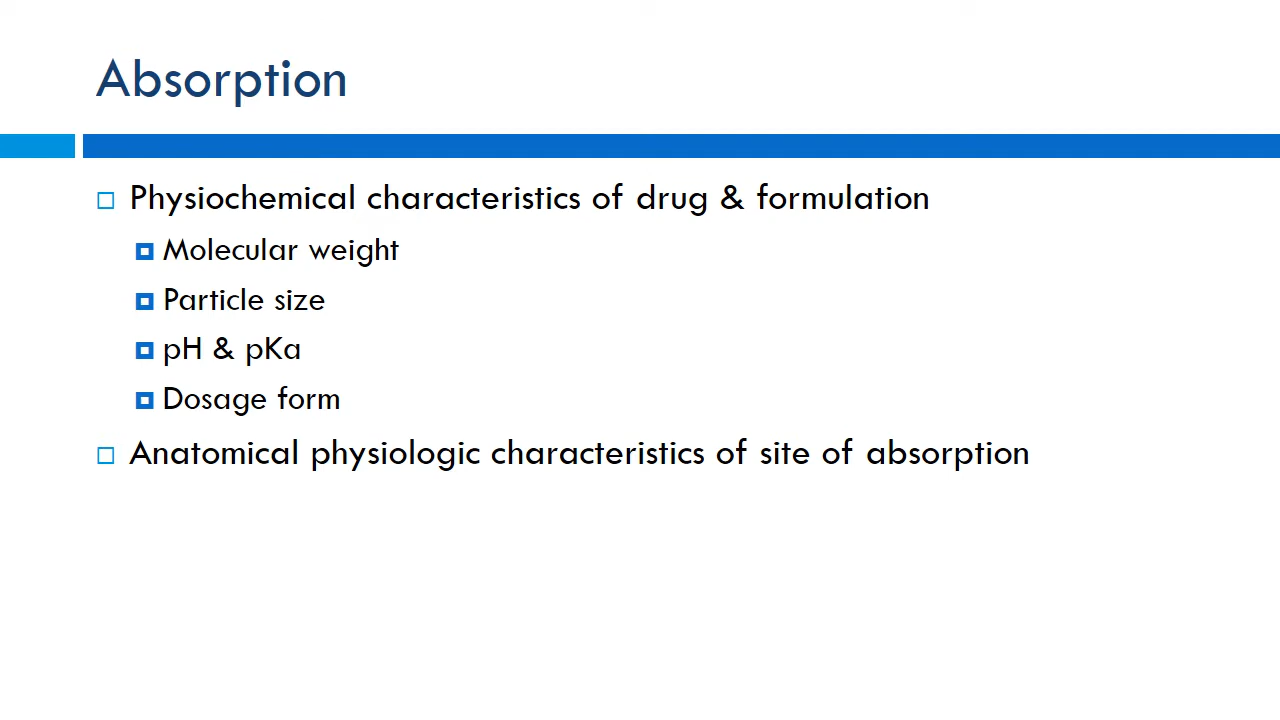 Absorption
Physiochemical characteristics of drug & formulation
Molecular weight
Particle size
pH & pKa
Dosage form
Anatomical physiologic characteristics of site of absorption